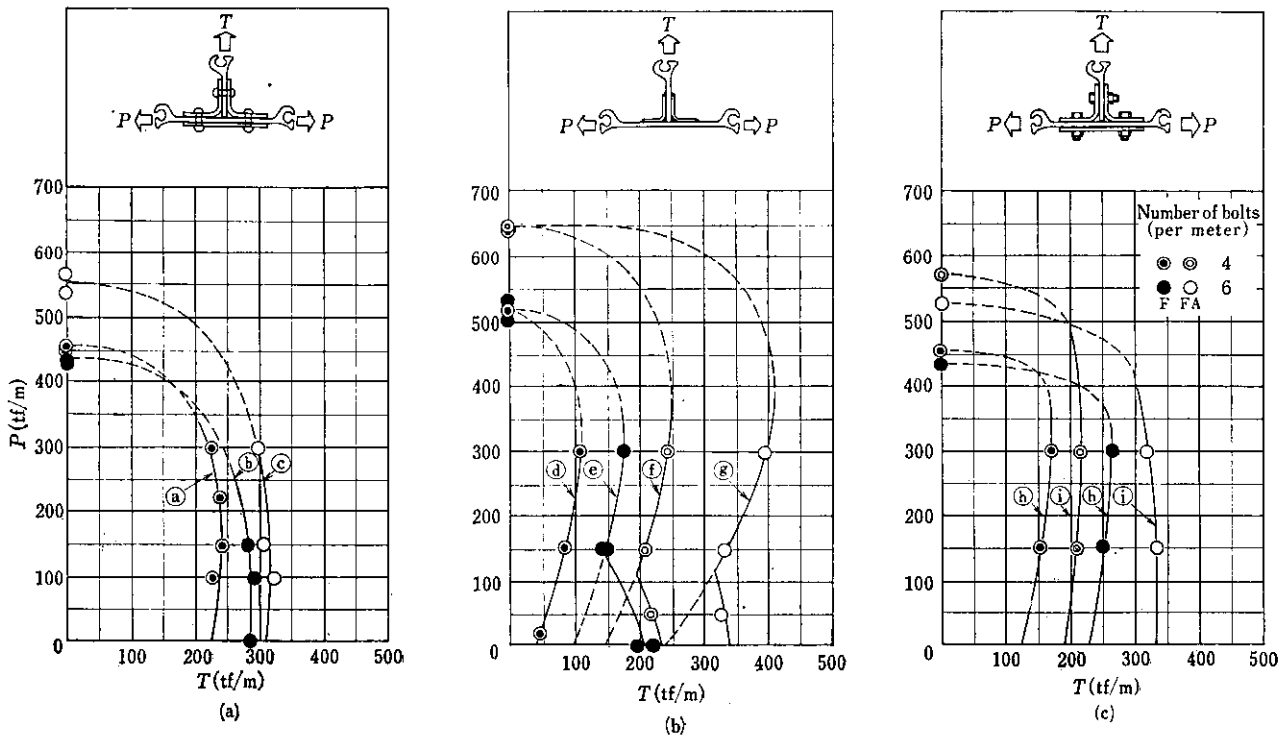 T
P
P
700
600
500
400
300
200
100
0
P(tf/m)
ⓐ
ⓑ
ⓒ
100 200 300 400 500
T(tf/m)
(a)
T
P
P
700
600
500
400
300
200
100
0
ⓓ
ⓔ
ⓕ
ⓖ
100 200 300 400 500
T(tf/m)
(b)
T
P
P
700
600
500
400
300
200
100
0
Number of bolts
(per meter)
4
6
F FA
ⓗ
ⓘ
ⓗ
ⓙ
100 200 300 400 500
T(tf/m)
(c)